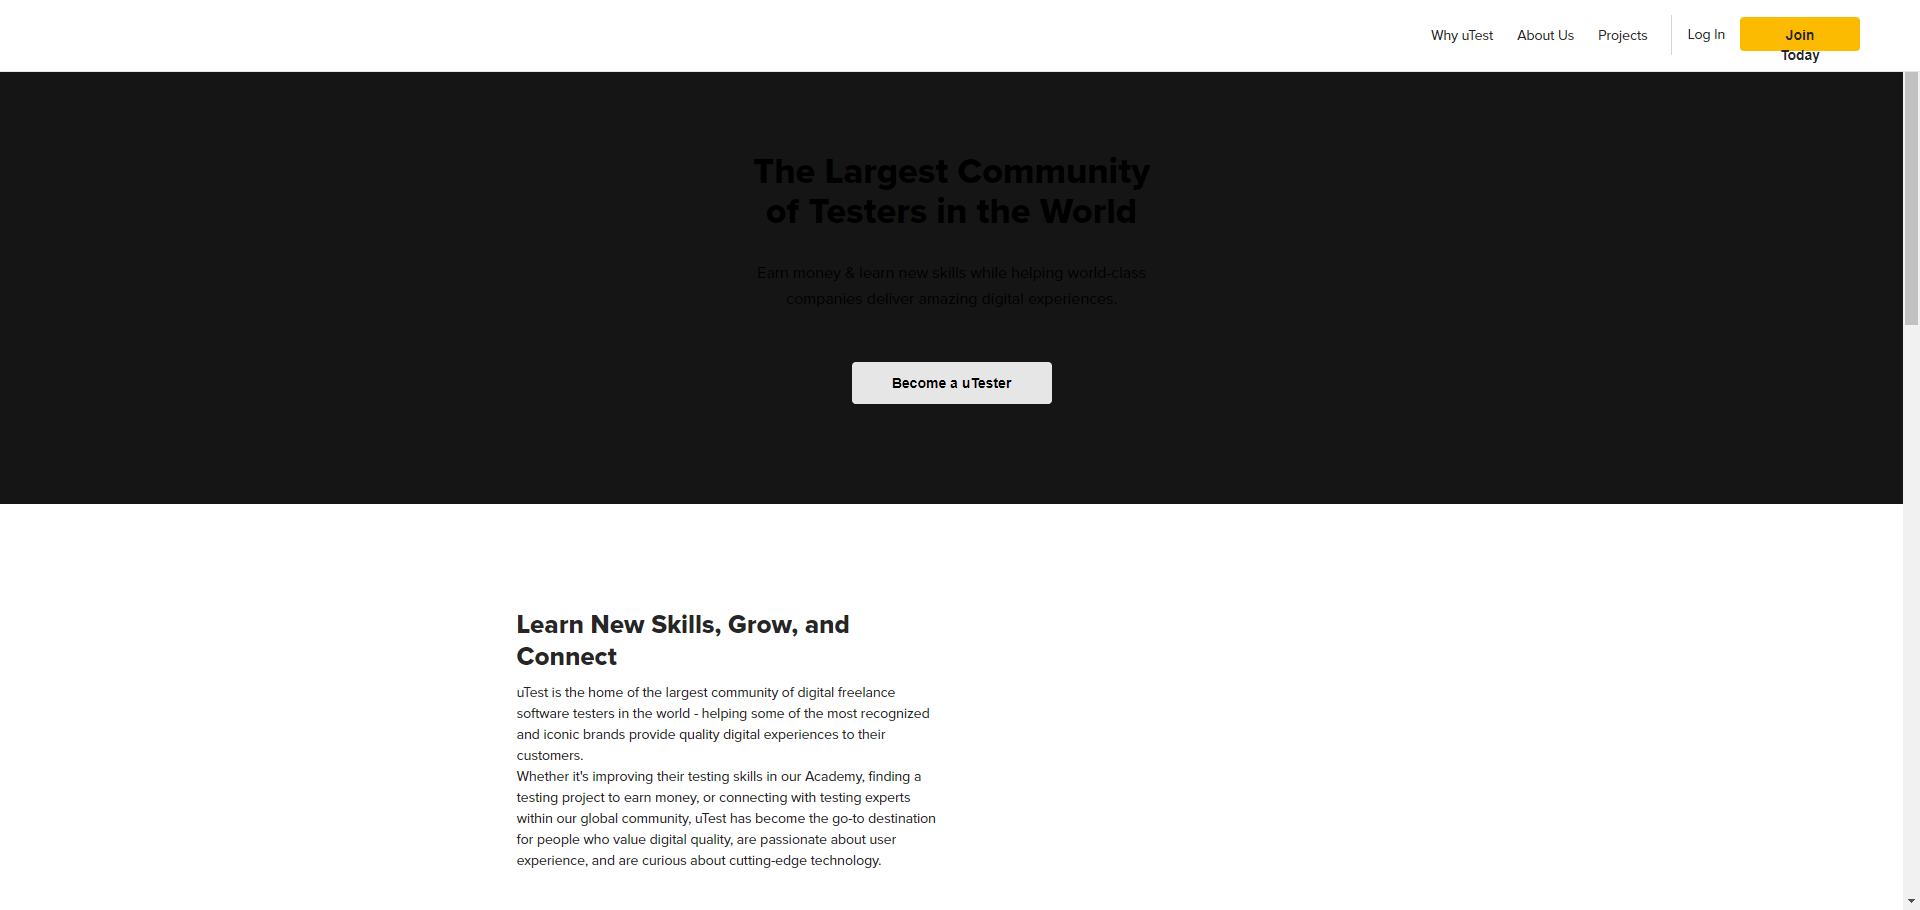 Why uTest About Us Projects Log In Join
Today
The Largest Community
of Testers in the World
Earn money & learn new skills while helping world-class
companies deliver amazing digital experiences.
Become a uTester
Learn New Skills, Grow, and
Connect
uTest is the home of the largest community of digital freelance
software testers in the world - helping some of the most recognized
and iconic brands provide quality digital experiences to their
customers.
Whether it's improving their testing skills in our Academy, finding a
testing project to earn money, or connecting with testing experts
within our global community, uTest has become the go-to destination
for people who value digital quality, are passionate about user
experience, and are curious about cutting-edge technology.